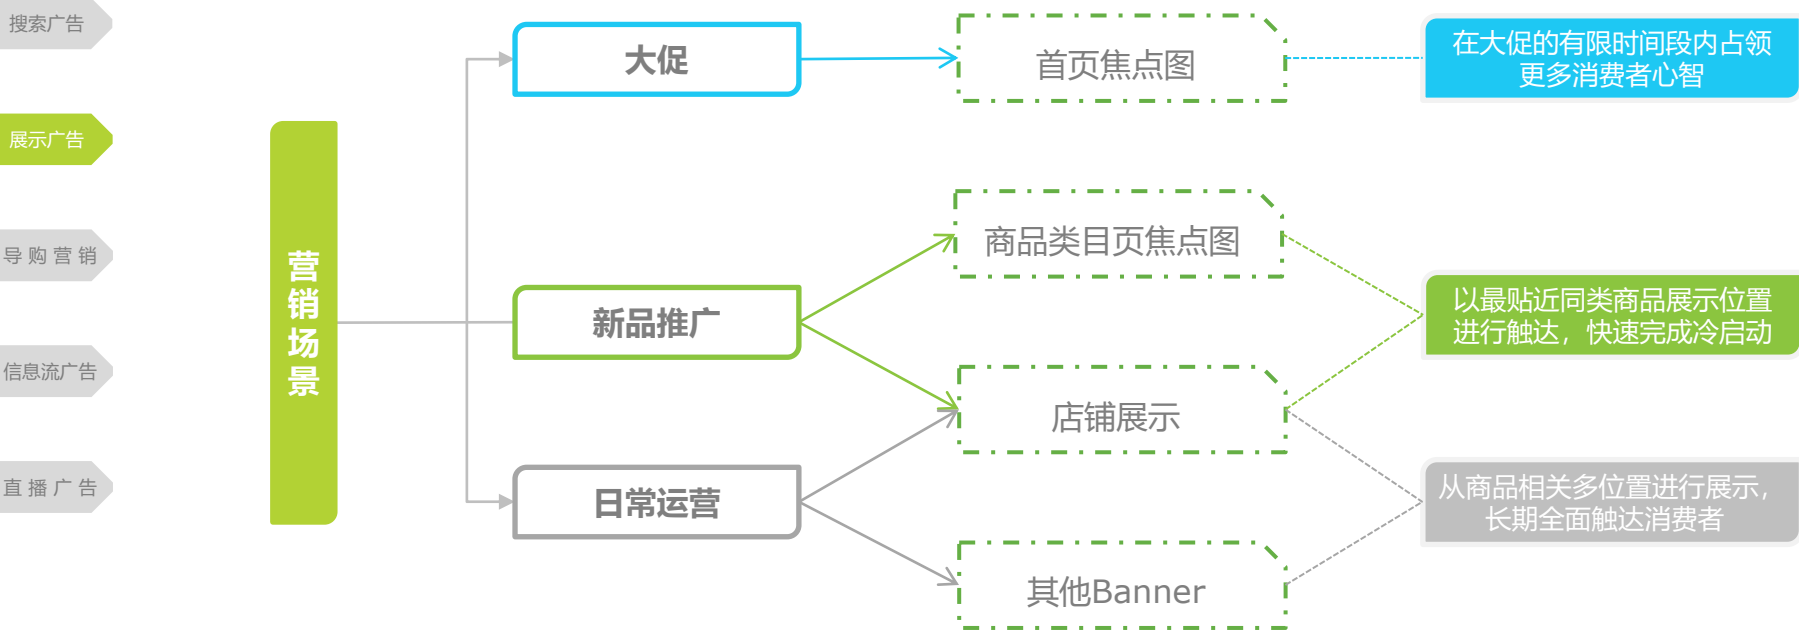 搜索广告
展示广告
导购营销
信息流广告
直播广告
营销场景
大促
新品推广
日常运营
首页焦点图
商品类目页焦点图
店铺展示
其他Banner
在大促的有限时间段内占领
更多消费者心智
以最贴近同类商品展示位置
进行触达，快速完成冷启动
从商品相关多位置进行展示，
长期全面触达消费者